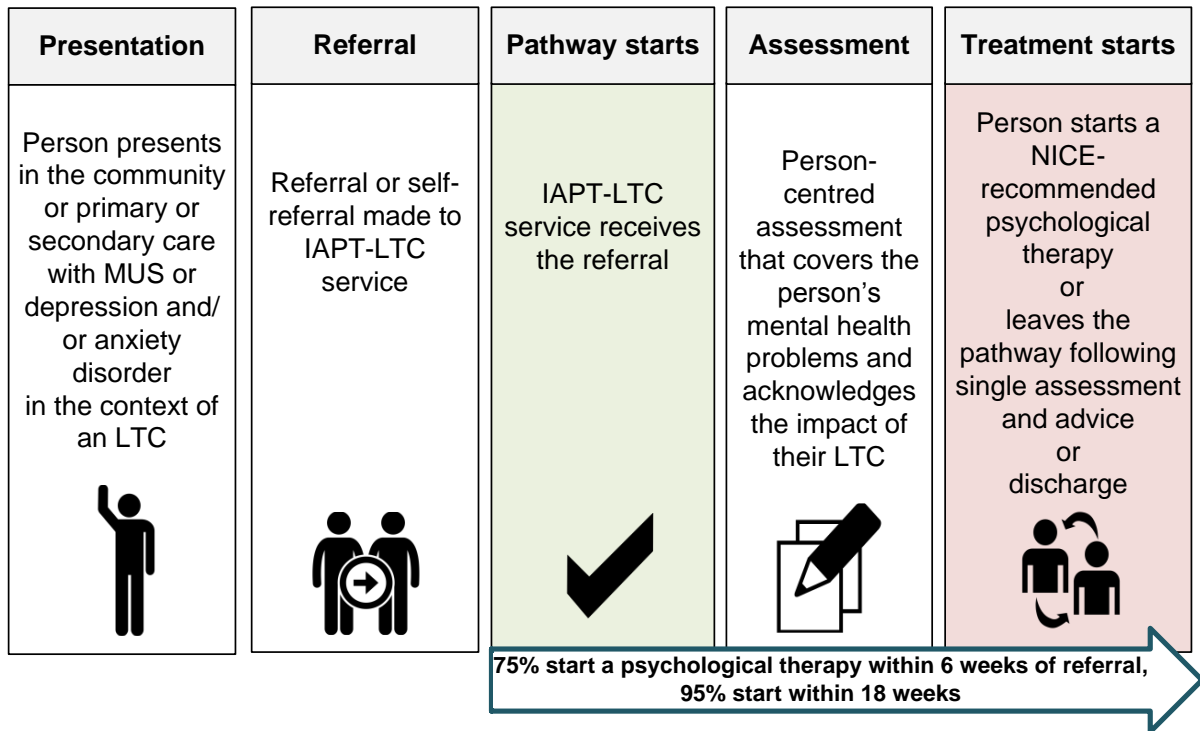 Presentation
Person presents
in the community
or primary or
secondary care
with MUS or
depression and/
or anxiety
disorder
in the context of
an LTC
Referral
Referral or self-
referral made to
IAPT-LTC
service
Pathway starts
IAPT-LTC
service receives
the referral
Assessment
Person-
centred
assessment
that covers the
person’s
mental health
problems and
acknowledges
the impact of
their LTC
Treatment starts
Person starts a
NICE-
recommended
psychological
therapy
or
leaves the
pathway following
single assessment
and advice
or
discharge
75% start a psychological therapy within 6 weeks of referral,
95% start within 18 weeks